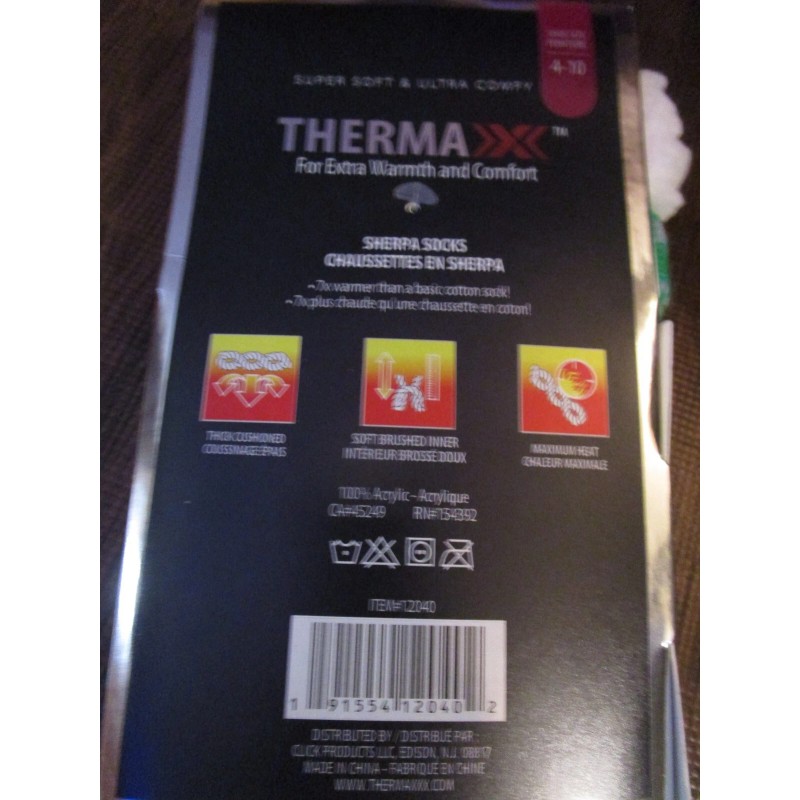 4-10
SUPER SOFT & ULTRA COMFY
THERMAXXX™
For Extra Warmth and Comfort
SHERPA SOCKS
CHAUSSETTES EN SHERPA
~7x warmer than a basic cotton sock!
~7x plus chaude qu'une chaussette en coton!
THICK CUSHIONED
COUSSINAGE ÉPAIS
SOFT BRUSHED INNER
INTÉRIEUR BROSSÉ DOUX
MAXIMUM HEAT
CHALEUR MAXIMALE
100% Acrylic - Acrylique
CA#45249 RN#154392
ITEM#12040
1 91554 12040 2
DISTRIBUTED BY / DISTRIBUÉ PAR :
CLICK PRODUCTS LLC, EDISON, N.J. 08817
MADE IN CHINA - FABRIQUÉ EN CHINE
WWW.THERMAXXX.COM